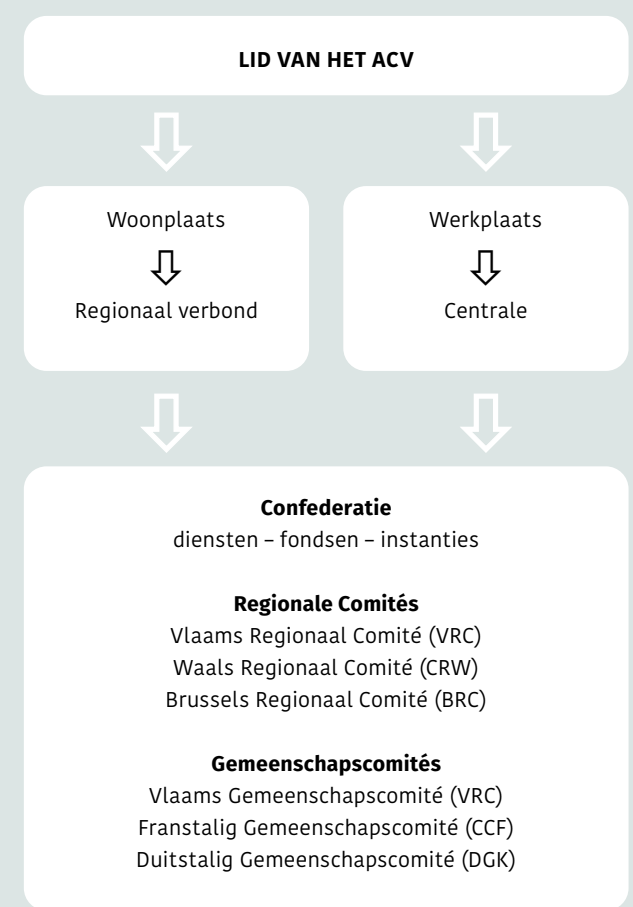 LID VAN HET ACV
Woonplaats
Regionaal verbond
Werkplaats
Centrale
Confederatie
diensten – fondsen – instanties
Regionale Comités
Vlaams Regionaal Comité (VRC)
Waals Regionaal Comité (CRW)
Brussels Regionaal Comité (BRC)
Gemeenschapscomités
Vlaams Gemeenschapscomité (VRC)
Franstalig Gemeenschapscomité (CCF)
Duitstalig Gemeenschapscomité (DGK)